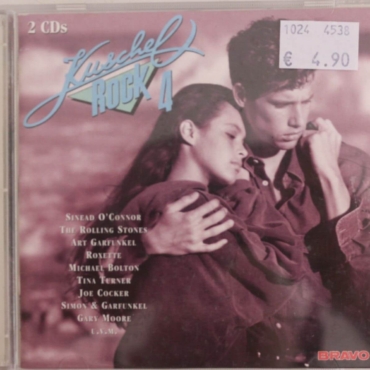 2 CDs
Kuschel
ROCK 4
1024 4538
€ 4.90
SINEAD O'CONNOR
THE ROLLING STONES
ART GARFUNKEL
ROXETTE
MICHAEL BOLTON
TINA TURNER
JOE COCKER
SIMON & GARFUNKEL
GARY MOORE
U.V.M.
BRAVO